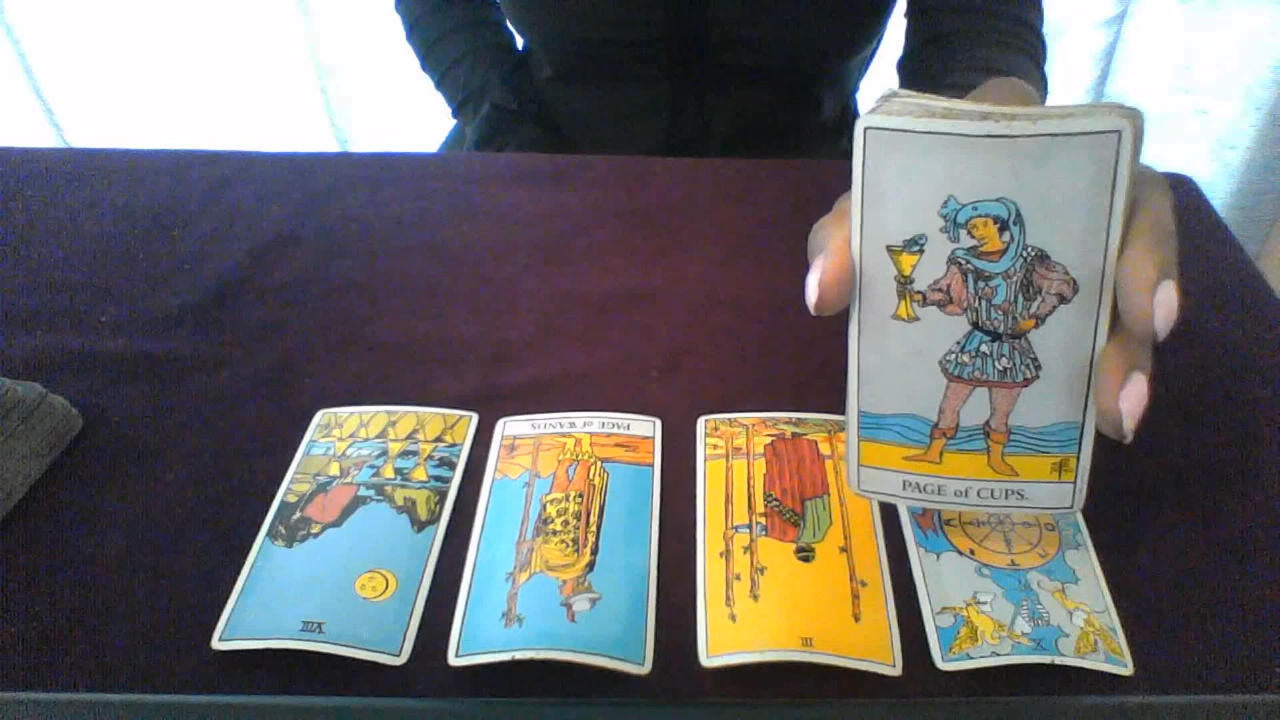 PAGE of CUPS.
PAGE of WANDS
VIII
III
X